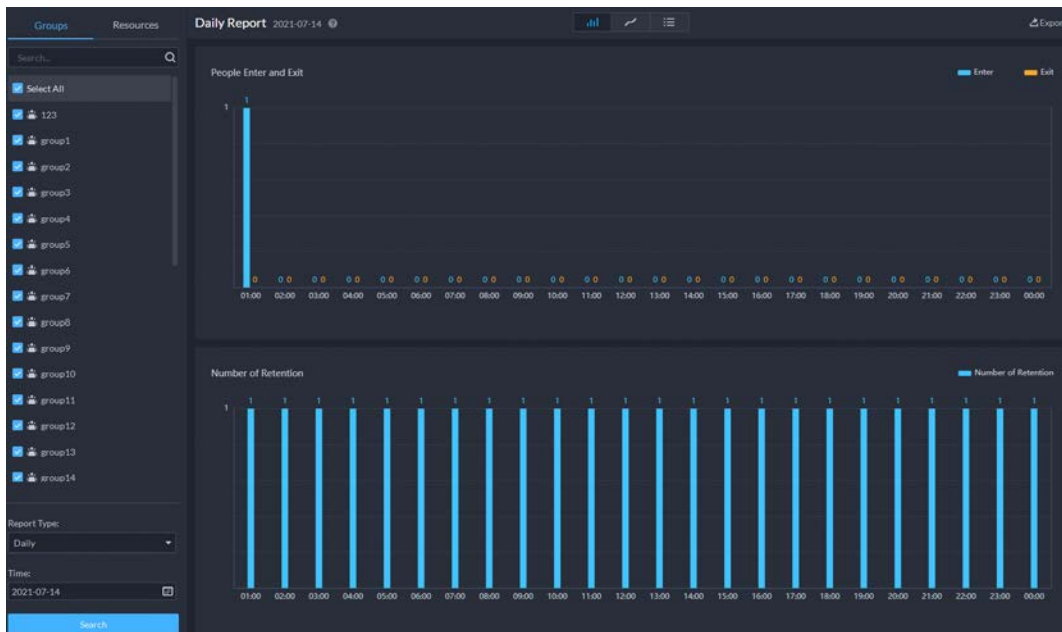 Groups Resources
Search...
Select All
123
group1
group2
group3
group4
group5
group6
group7
group8
group9
group10
group11
group12
group13
group14
Report Type:
Daily
Time:
2021-07-14
Search
Daily Report 2021-07-14
Expor
People Enter and Exit
Enter Exit
1
1
0 0 0 0 0 0 0 0 0 0 0 0 0 0 0 0 0 0 0 0 0 0 0 0 0 0 0 0 0 0 0 0 0 0 0 0 0 0 0 0 0 0 0 0 0 0 0
01:00 02:00 03:00 04:00 05:00 06:00 07:00 08:00 09:00 10:00 11:00 12:00 13:00 14:00 15:00 16:00 17:00 18:00 19:00 20:00 21:00 22:00 23:00 00:00
Number of Retention
Number of Retention
1 1 1 1 1 1 1 1 1 1 1 1 1 1 1 1 1 1 1 1 1 1 1 1
1
01:00 02:00 03:00 04:00 05:00 06:00 07:00 08:00 09:00 10:00 11:00 12:00 13:00 14:00 15:00 16:00 17:00 18:00 19:00 20:00 21:00 22:00 23:00 00:00